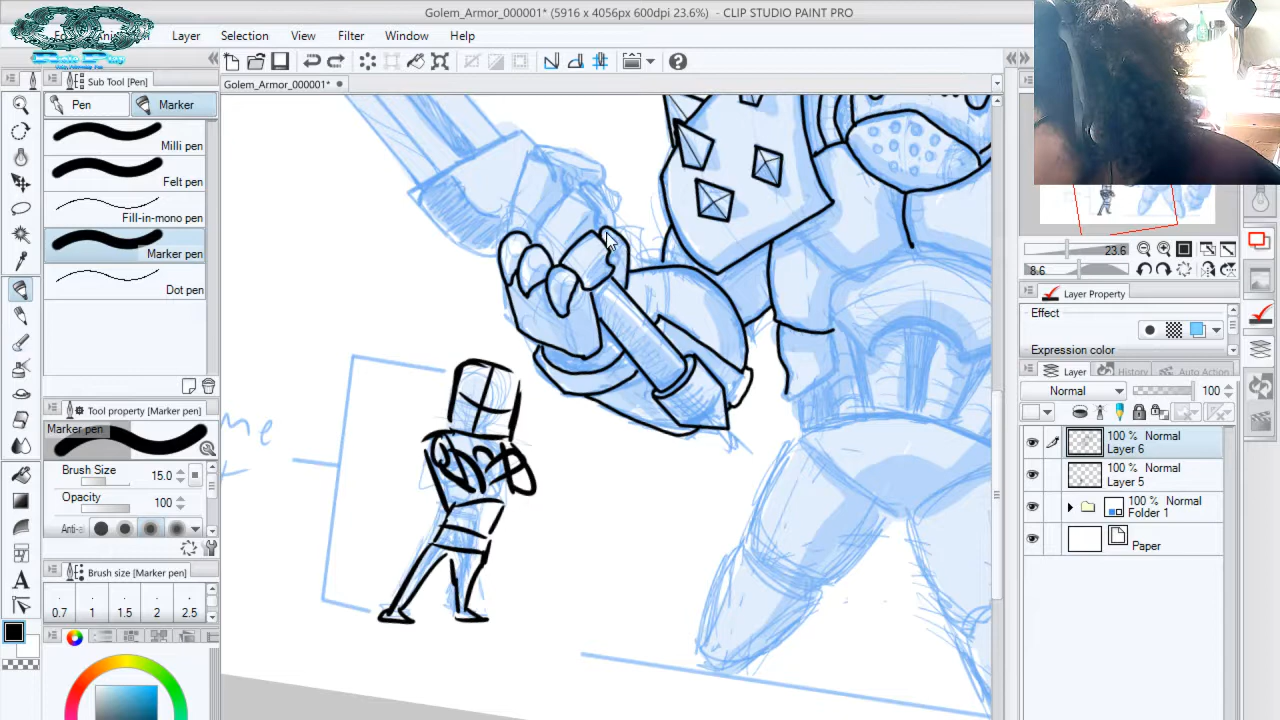 Golem_Armor_000001* (5916 x 4056px 600dpi 23.6%) - CLIP STUDIO PAINT PRO
Layer Selection View Filter Window Help
Sub Tool [Pen]
Golem_Armor_000001*
Pen Marker
Milli pen
Felt pen
Fill-in-mono pen
Marker pen
Dot pen
Tool property [Marker pen]
Marker pen
Brush Size 15.0
Opacity 100
Anti-a
Brush size [Marker pen]
0.7 1 1.5 2 2.5
A
me
23.6
8.6
Layer Property
Effect
Expression color
Layer History Auto Action
Normal 100
100 % Normal
Layer 6
100 % Normal
Layer 5
100 % Normal
Folder 1
Paper